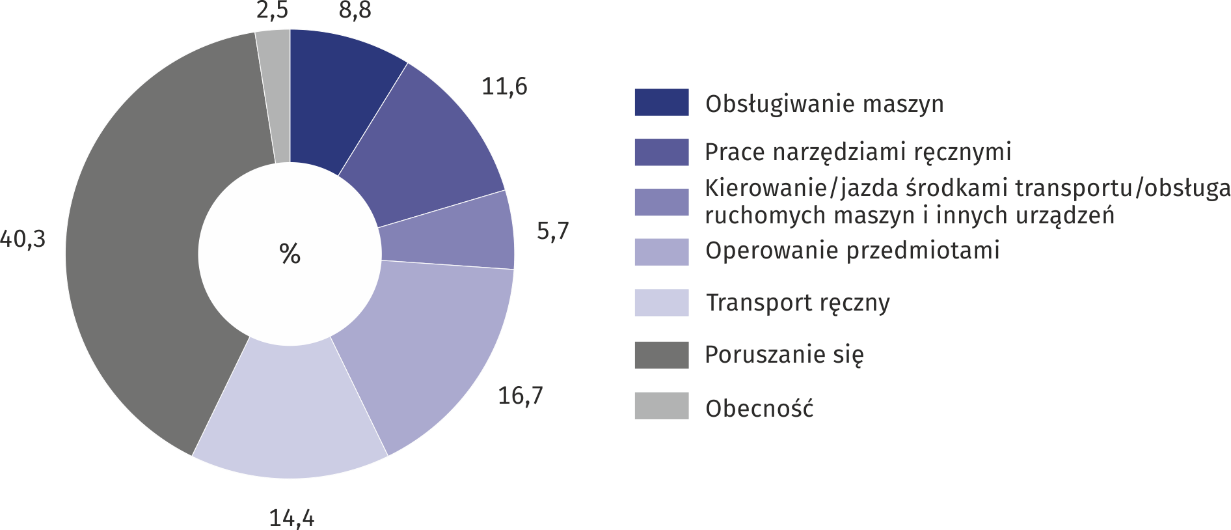 2,5
8,8
11,6
5,7
16,7
14,4
40,3
%
Obsługiwanie maszyn
Prace narzędziami ręcznymi
Kierowanie/jazda środkami transportu/obsługa
ruchomych maszyn i innych urządzeń
Operowanie przedmiotami
Transport ręczny
Poruszanie się
Obecność